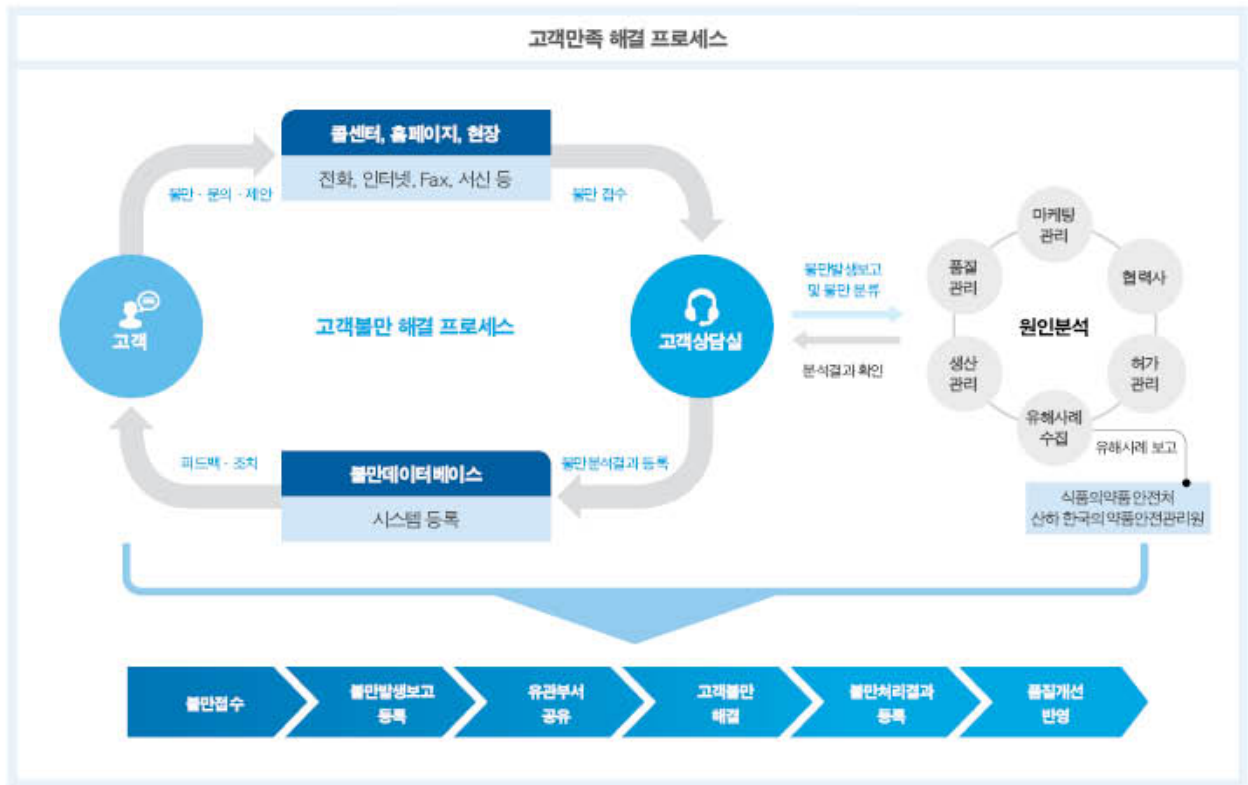 고객만족 해결 프로세스
콜센터, 홈페이지, 현장
전화, 인터넷, Fax, 서신 등
불만 · 문의 · 제안
불만 접수
고객
고객불만 해결 프로세스
고객상담실
불만발생보고
및 불만 분류
분석결과 확인
마케팅
관리
품질
관리
협력사
원인분석
생산
관리
허가
관리
유해사례
수집
유해사례 보고
식품의약품안전처
산하 한국의약품안전관리원
피드백 · 조치
불만분석결과 등록
불만데이터베이스
시스템 등록
불만접수
불만발생보고
등록
유관부서
공유
고객불만
해결
불만처리결과
등록
품질개선
반영